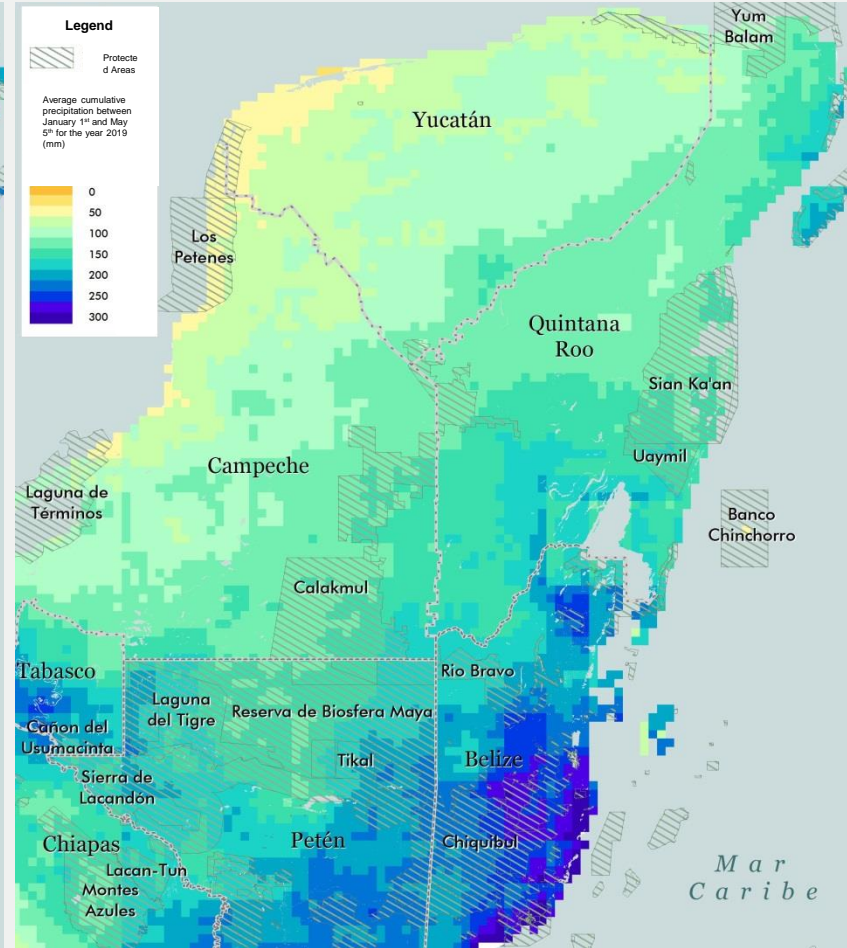 Legend
Protecte
d Areas
Average cumulative
precipitation between
January 1st and May
5th for the year 2019
(mm)
0
50
100
150
200
250
300
Yum
Balam
Yucatán
Los
Petenes
Quintana
Roo
Sian Ka'an
Uaymil
Campeche
Laguna de
Términos
Banco
Chinchorro
Calakmul
Tabasco
Rio Bravo
Laguna
del Tigre
Reserva de Biosfera Maya
Cañon del
Usumacinta
Tikal
Belize
Sierra de
Lacandón
Petén
Chiquibul
Chiapas
Lacan-Tun
Montes
Azules
Mar
Caribe